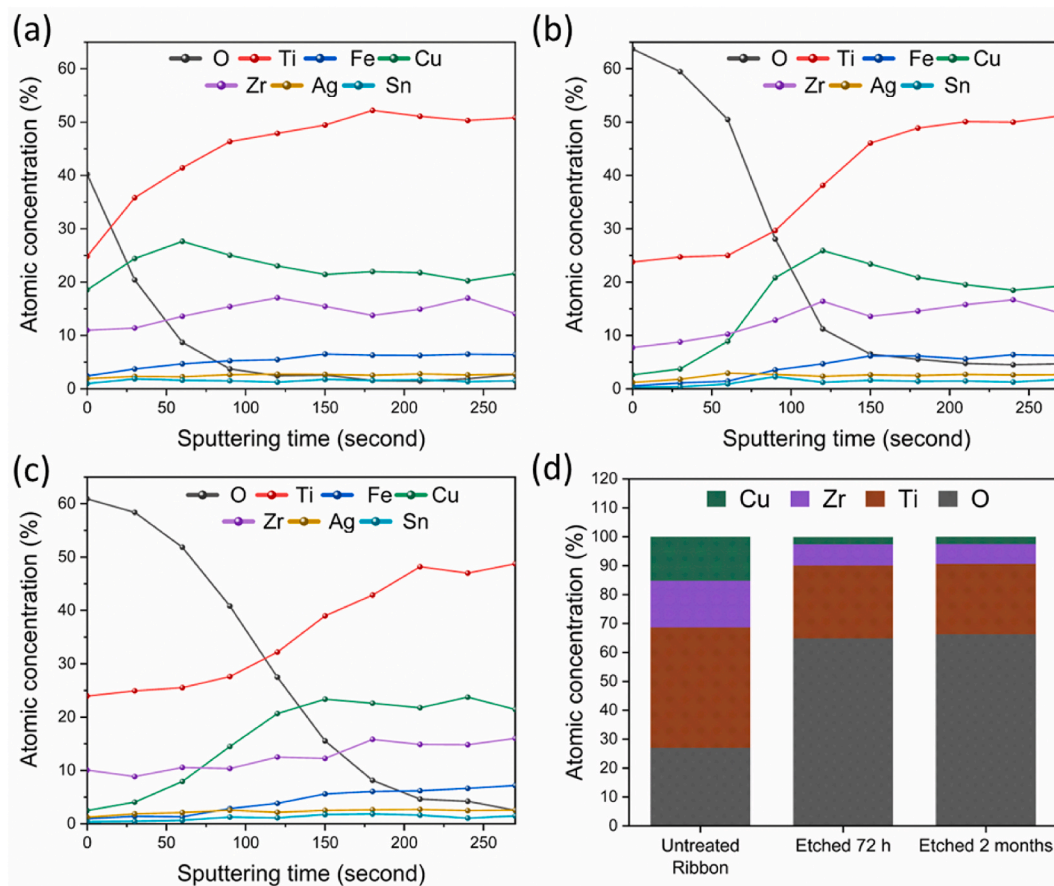 (a)
O Ti Fe Cu
Zr Ag Sn
Atomic concentration (%)
60
50
40
30
20
10
0
0 50 100 150 200 250
Sputtering time (second)
(b)
O Ti Fe Cu
Zr Ag Sn
Atomic concentration (%)
60
50
40
30
20
10
0
0 50 100 150 200 250
Sputtering time (second)
(c)
O Ti Fe Cu
Zr Ag Sn
Atomic concentration (%)
60
50
40
30
20
10
0
0 50 100 150 200 250
Sputtering time (second)
(d)
Cu Zr Ti O
Atomic concentration (%)
120
110
100
90
80
70
60
50
40
30
20
10
0
Untreated Etched 72 h Etched 2 months
Ribbon